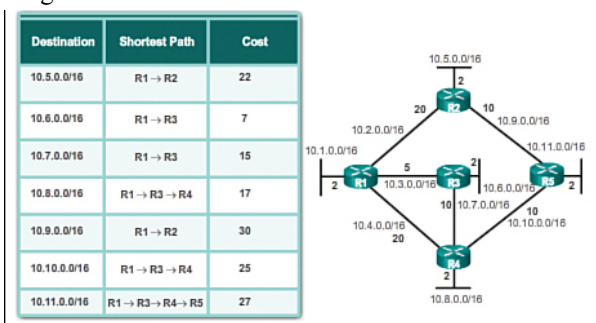 Destination Shortest Path Cost
10.5.0.0/16 R1→R2 22
10.6.0.0/16 R1→R3 7
10.7.0.0/16 R1→R3 15
10.8.0.0/16 R1→R3→R4 17
10.9.0.0/16 R1→R2 30
10.10.0.0/16 R1→R3→R4 25
10.11.0.0/16 R1→R3→R4→R5 27
10.5.0.0/16
2
R2
20 10
10.9.0.0/16
10.2.0.0/16
10.1.0.0/16
10.11.0.0/16
5 2
2 R1 R3 R5 2
10.3.0.0/16 10.6.0.0/16
10 10.7.0.0/16
10
10.4.0.0/16 10.10.0.0/16
20
R4
2
10.8.0.0/16